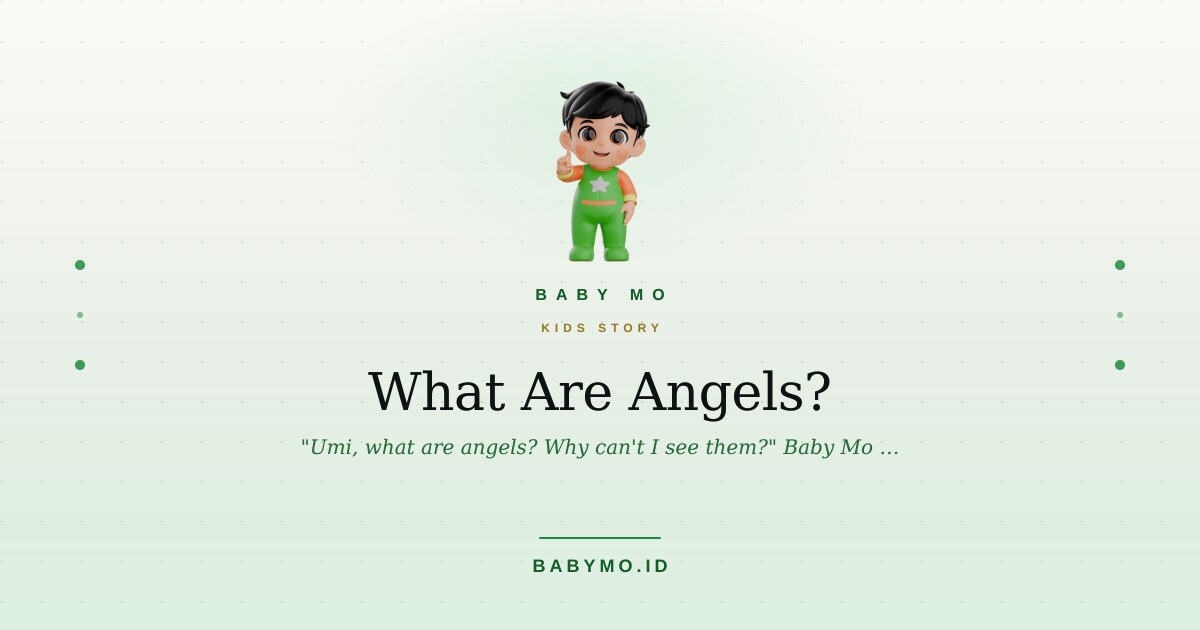 BABY MO
KIDS STORY
What Are Angels?
"Umi, what are angels? Why can't I see them?" Baby Mo ...
BABYMO.ID